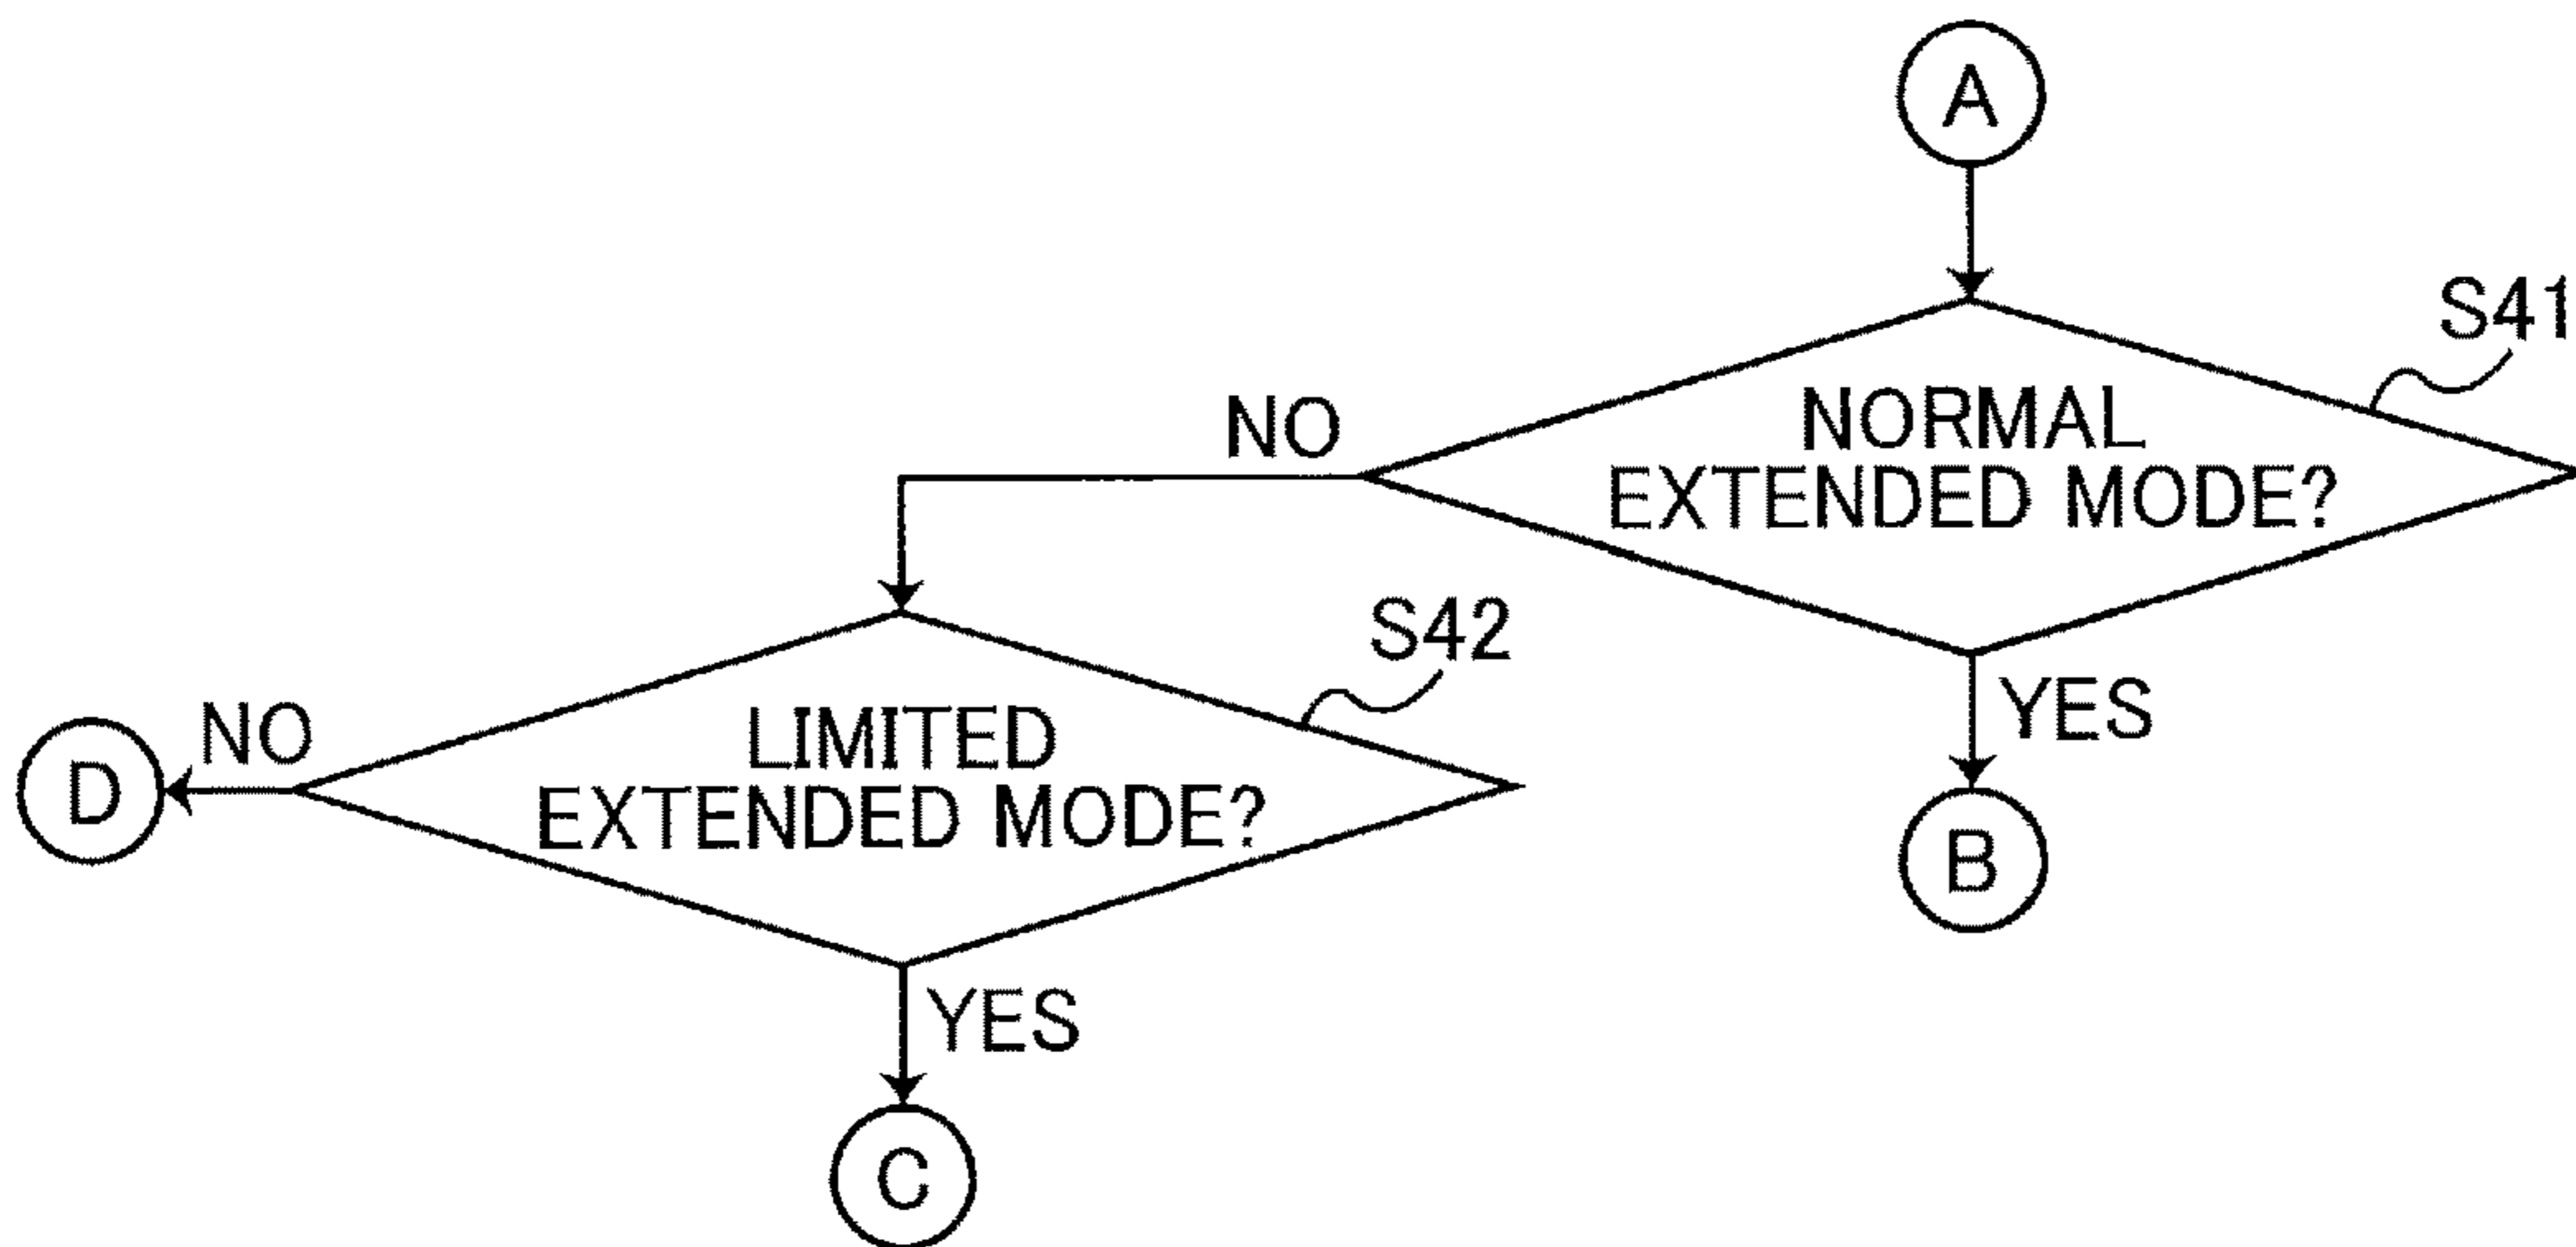 A
S41
NO
NORMAL
EXTENDED MODE?
YES
B
S42
LIMITED
EXTENDED MODE?
NO
D
YES
C